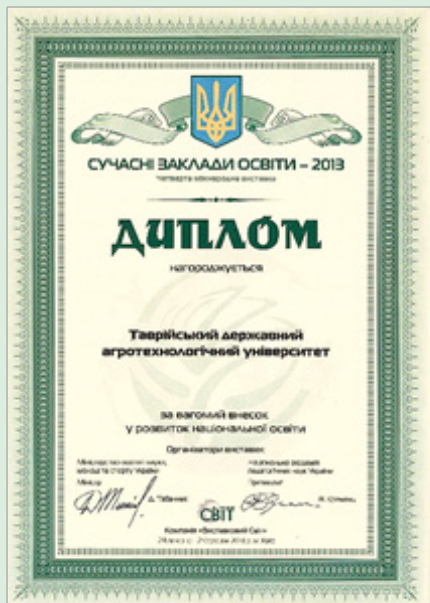 СУЧАСНІ ЗАКЛАДИ ОСВІТИ – 2013
четверта міжнародна виставка
ДИПЛОМ
нагороджується
Таврійський державний
агротехнологічний університет
за вагомий внесок
у розвиток національної освіти
Організатори виставки:
Міністерство освіти і науки,
молоді та спорту України
Міністр
Д. Табачник
Національна академія
педагогічних наук України
Президент
СВІТ
Компанія «Виставковий Світ»